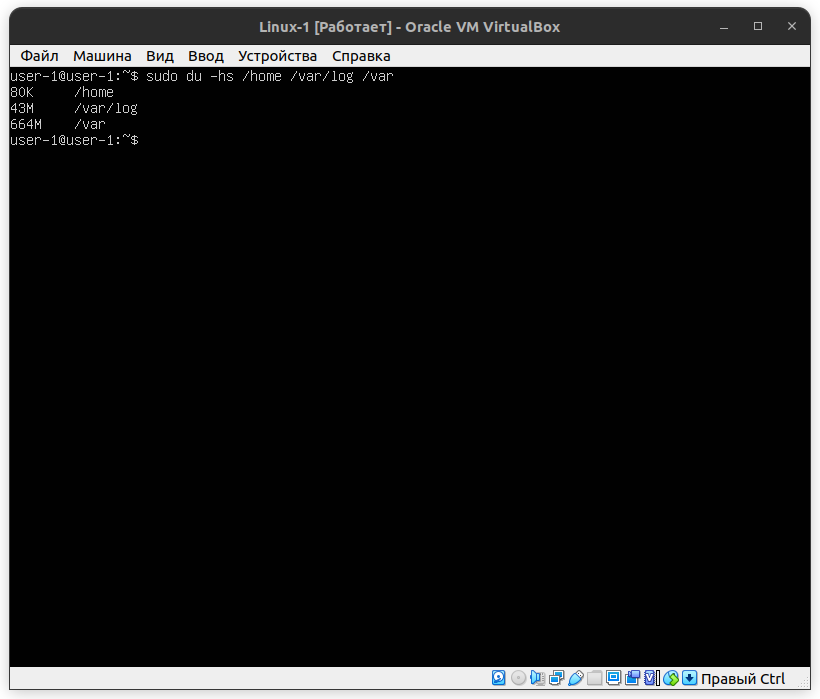 Linux-1 [Работает] - Oracle VM VirtualBox
Файл Машина Вид Ввод Устройства Справка
user-1@user-1:~$ sudo du -hs /home /var/log /var
80K /home
43M /var/log
664M /var
user-1@user-1:~$
Правый Ctrl